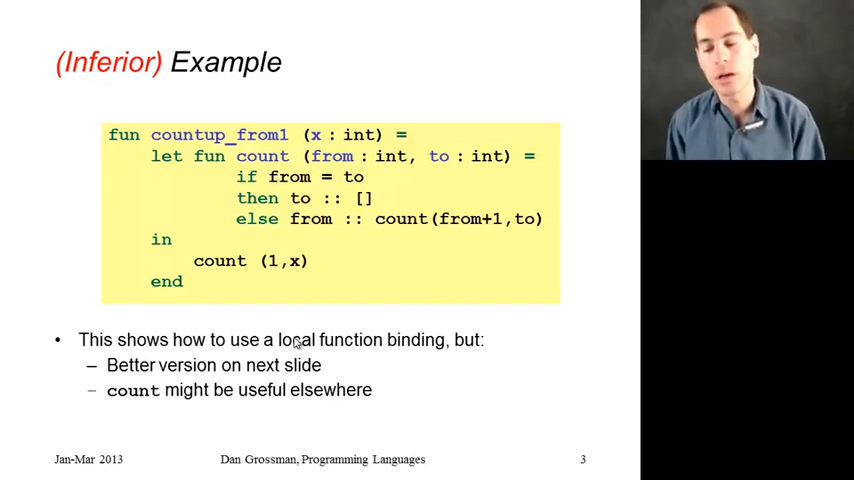 (Inferior) Example
fun countup_from1 (x : int) =
let fun count (from : int, to : int) =
if from = to
then to :: []
else from :: count(from+1,to)
in
count (1,x)
end
• This shows how to use a local function binding, but:
– Better version on next slide
– count might be useful elsewhere
Jan-Mar 2013 Dan Grossman, Programming Languages 3